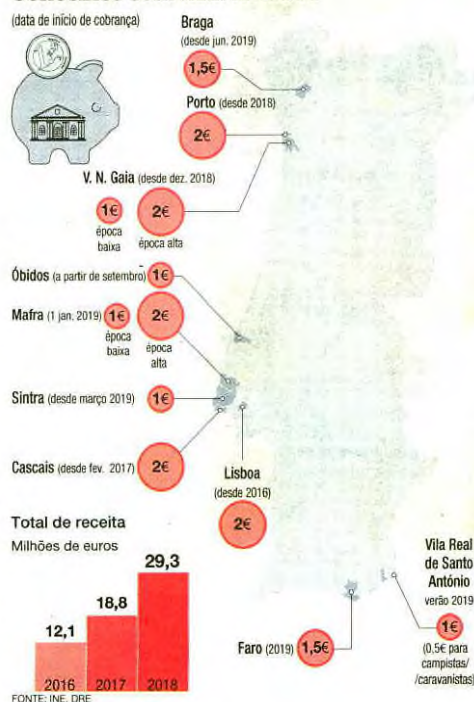 (data de início de cobrança)
Braga
(desde jun. 2019)
1,5€
Porto (desde 2018)
2€
V. N. Gaia (desde dez. 2018)
1€
época
baixa
2€
época alta
Óbidos (a partir de setembro)
1€
Mafra (1 jan. 2019)
1€
época
baixa
2€
época
alta
Sintra (desde março 2019)
1€
Cascais (desde fev. 2017)
2€
Lisboa
(desde 2016)
2€
Total de receita
Milhões de euros
12,1
18,8
29,3
2016
2017
2018
Faro (2019)
1,5€
Vila Real
de Santo
António
verão 2019
1€
(0,5€ para
campistas/
/caravanistas)
FONTE: INE, DRE